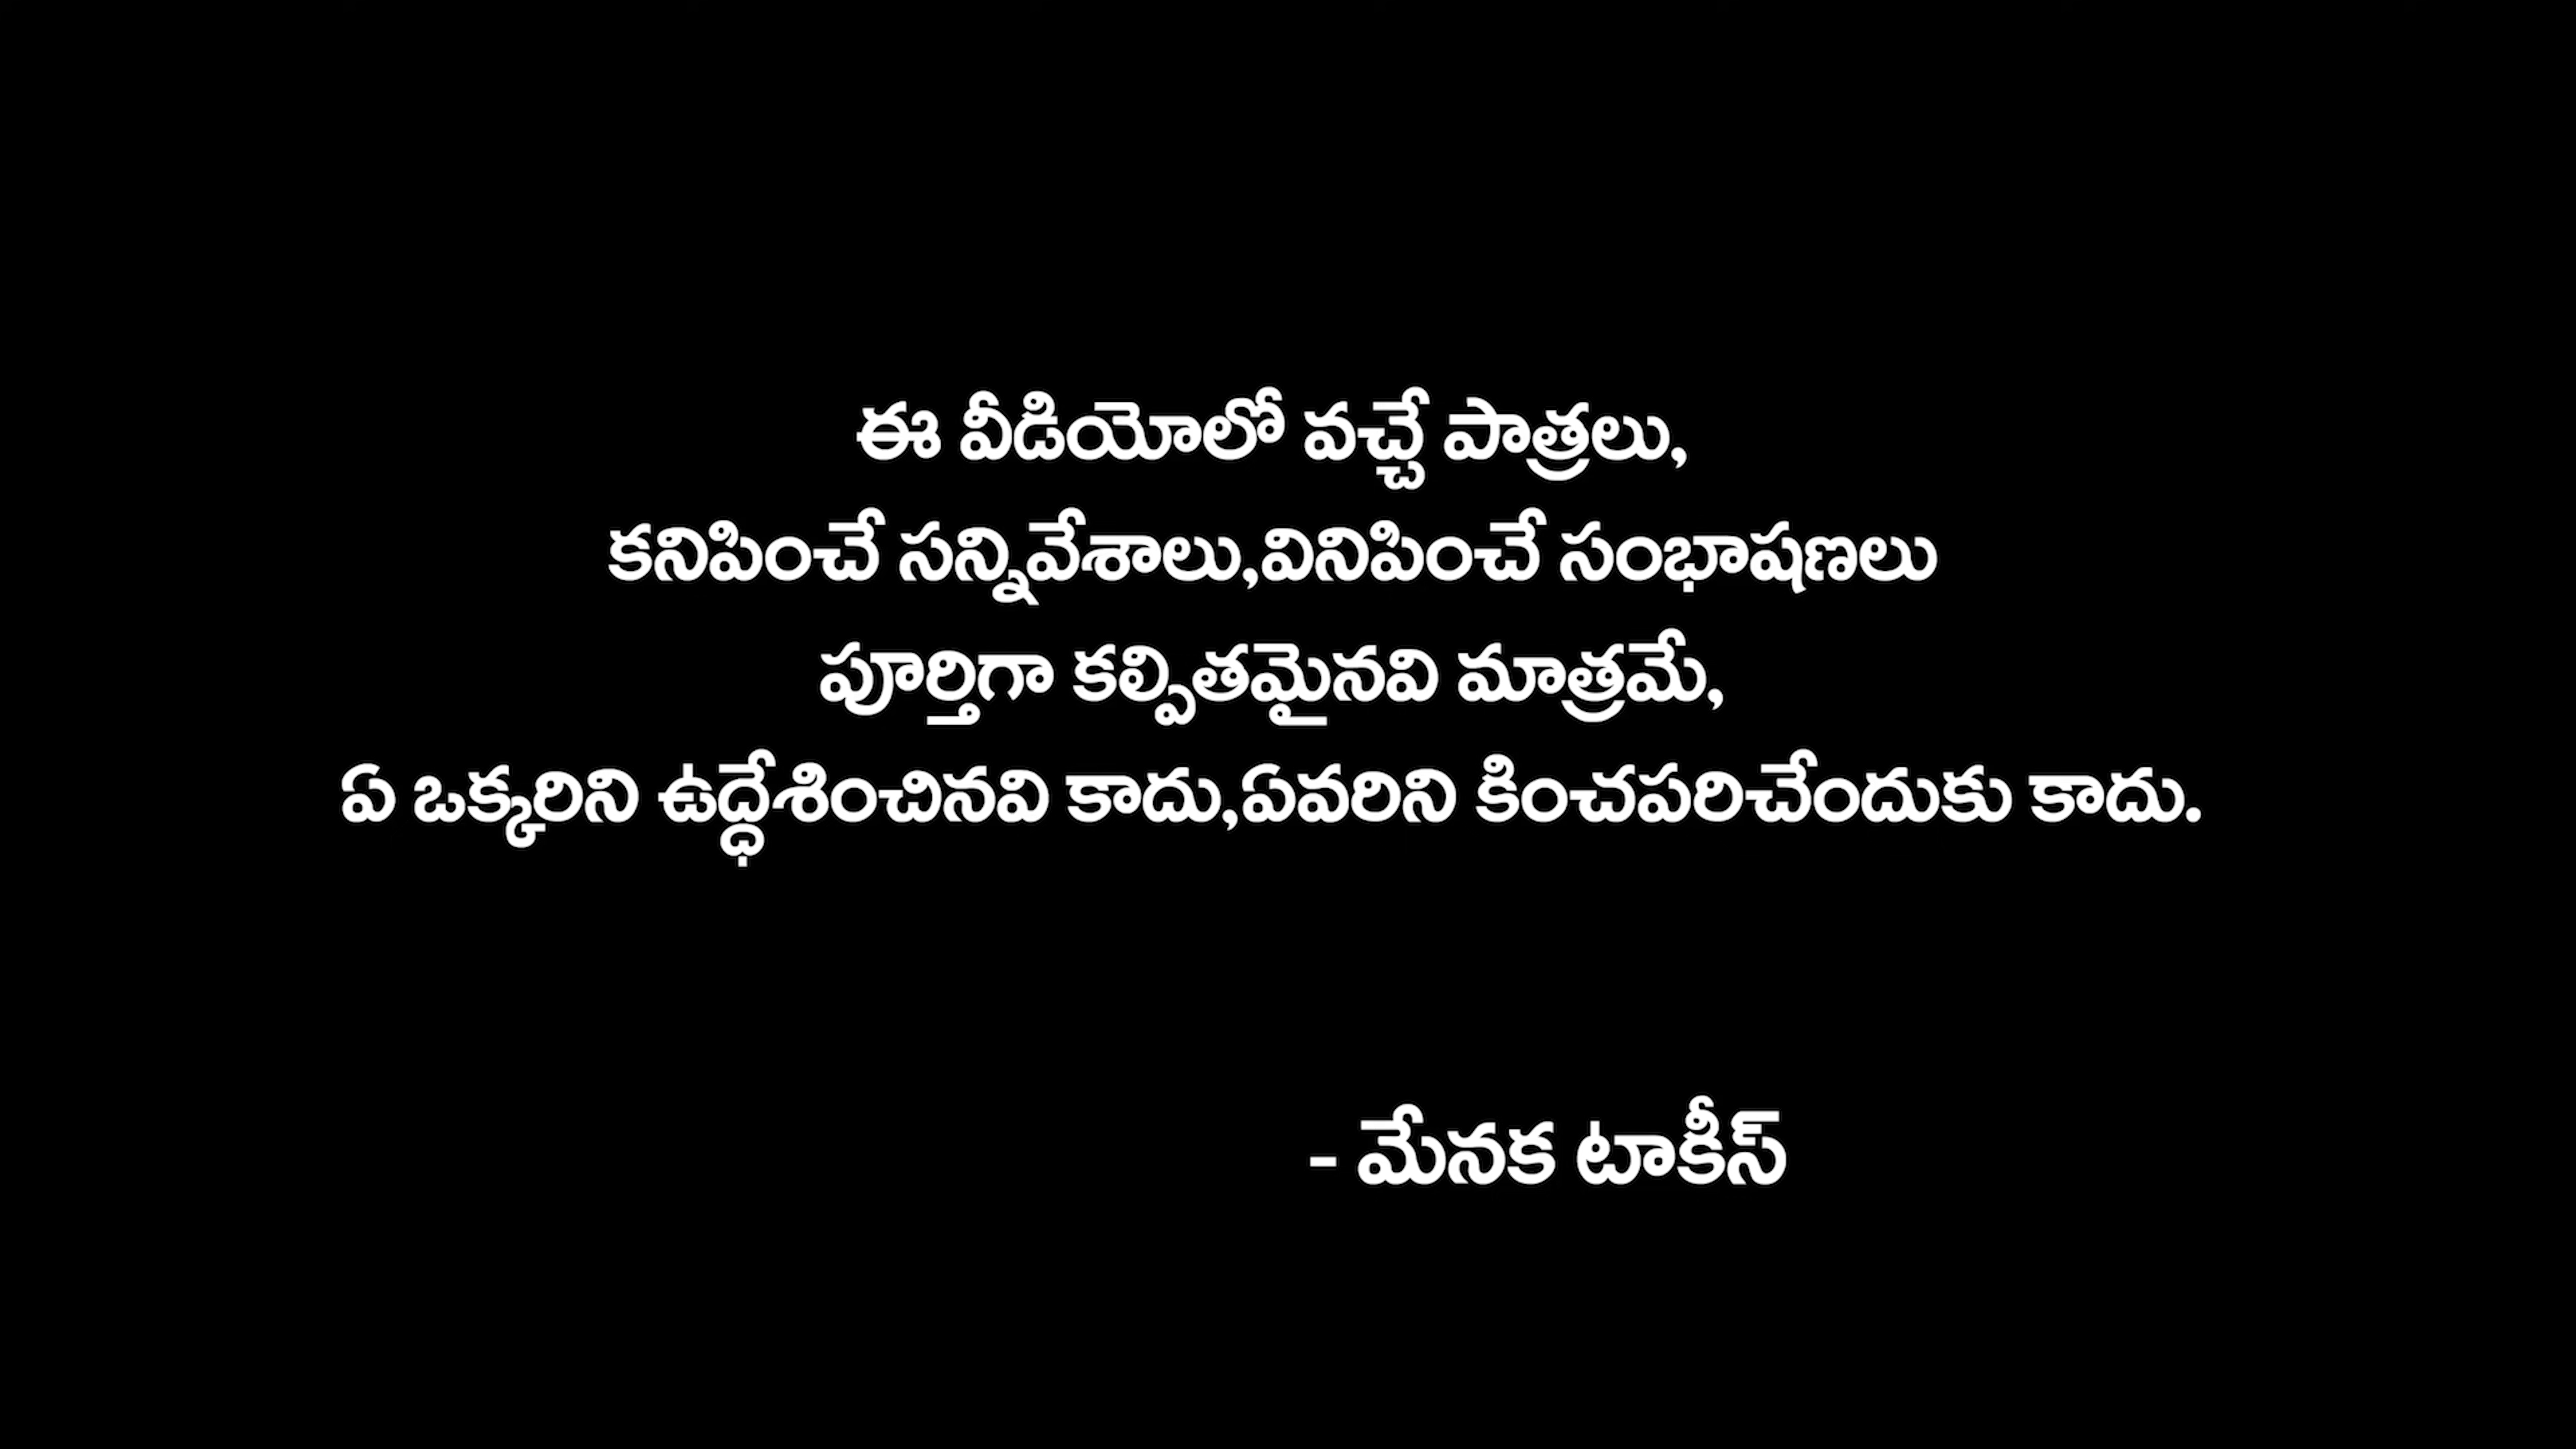 ఈ వీడియోలో వచ్చే పాత్రలు,
కనిపించే సన్నివేశాలు,వినిపించే సంభాషణలు
పూర్తిగా కల్పితమైనవి మాత్రమే,
ఏ ఒక్కరిని ఉద్ధేశించినవి కాదు,ఏవరిని కించపరిచేందుకు కాదు.
- మేనక టాకీస్